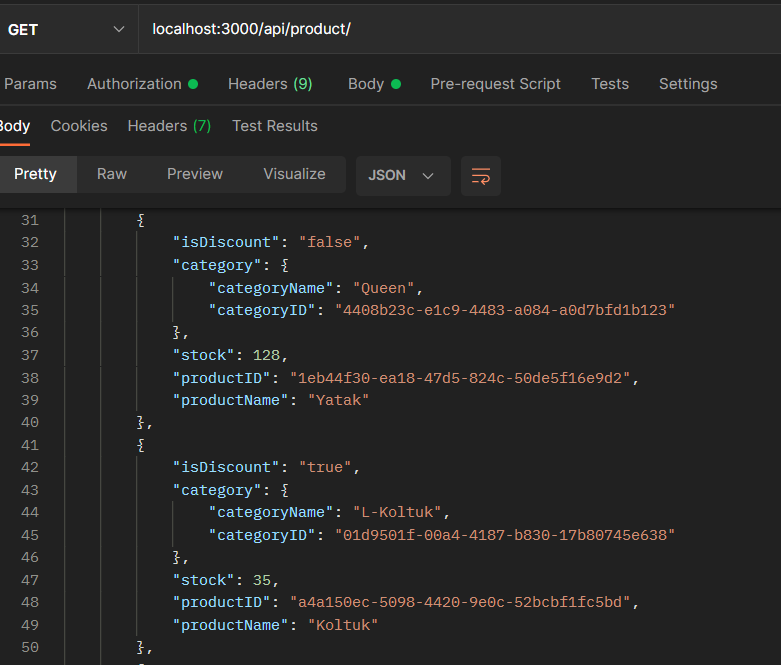 GET localhost:3000/api/product/
Params Authorization Headers (9) Body Pre-request Script Tests Settings
Body Cookies Headers (7) Test Results
Pretty Raw Preview Visualize JSON
31 {
32 "isDiscount": "false",
33 "category": {
34 "categoryName": "Queen",
35 "categoryID": "4408b23c-e1c9-4483-a084-a0d7bfd1b123"
36 },
37 "stock": 128,
38 "productID": "1eb44f30-ea18-47d5-824c-50de5f16e9d2",
39 "productName": "Yatak"
40 },
41 {
42 "isDiscount": "true",
43 "category": {
44 "categoryName": "L-Koltuk",
45 "categoryID": "01d9501f-00a4-4187-b830-17b80745e638"
46 },
47 "stock": 35,
48 "productID": "a4a150ec-5098-4420-9e0c-52bcbf1fc5bd",
49 "productName": "Koltuk"
50 },